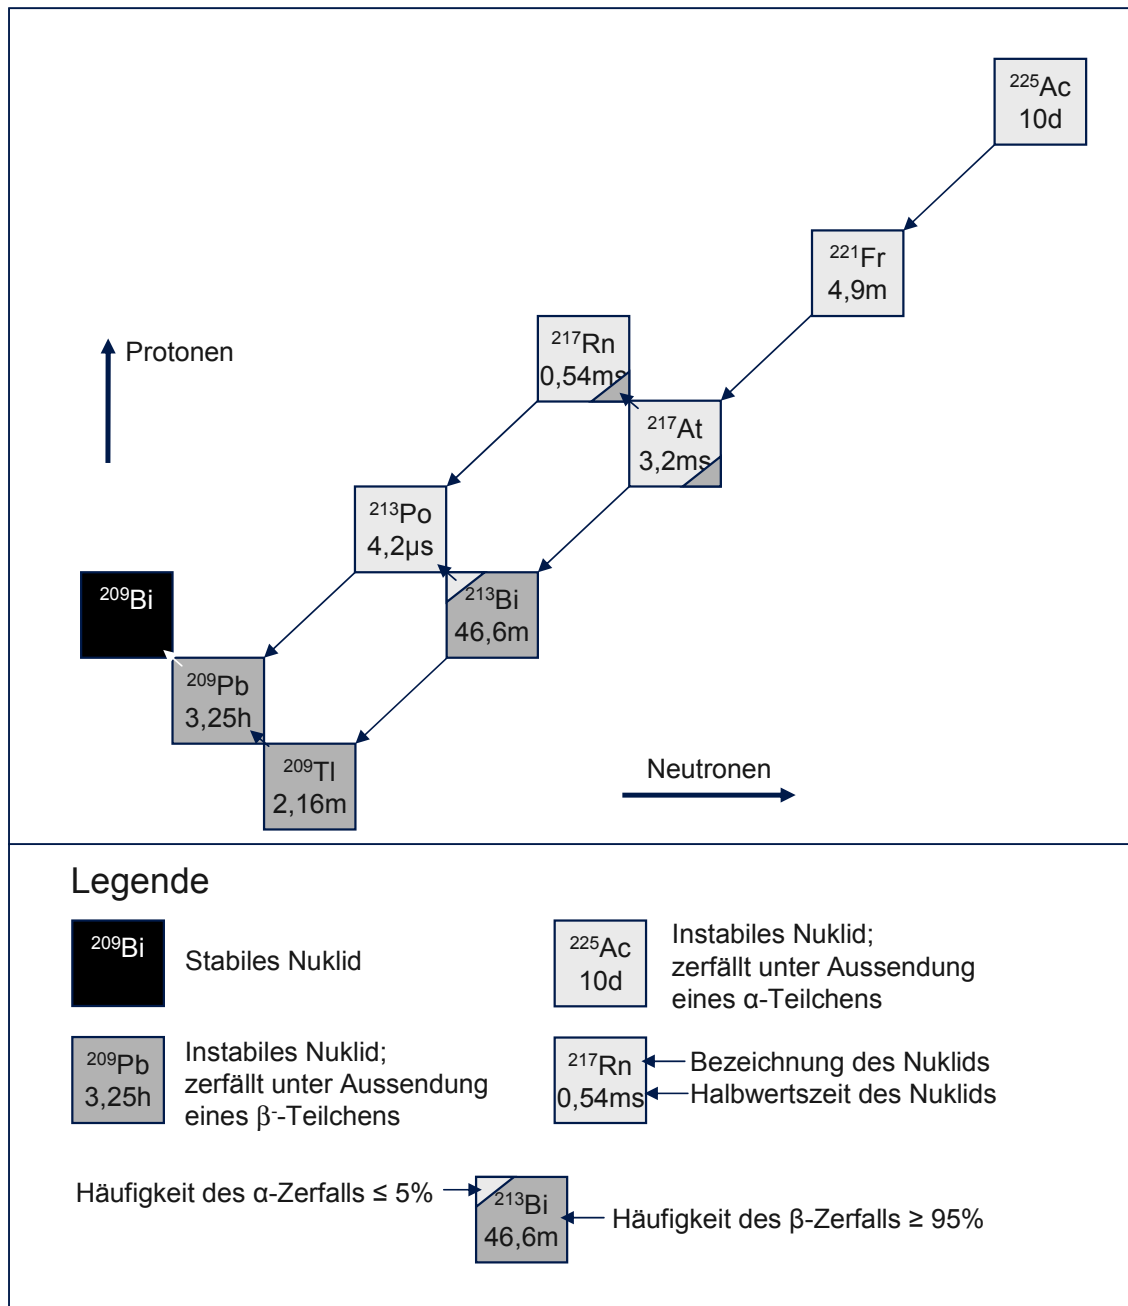 ²²⁵Ac
10d
²²¹Fr
4,9m
²¹⁷Rn
0,54ms
Protonen
²¹⁷At
3,2ms
²¹³Po
4,2µs
²⁰⁹Bi
²¹³Bi
46,6m
²⁰⁹Pb
3,25h
²⁰⁹Tl
2,16m
Neutronen
Legende
²⁰⁹Bi
Stabiles Nuklid
²²⁵Ac
10d
Instabiles Nuklid;
zerfällt unter Aussendung
eines α-Teilchens
²⁰⁹Pb
3,25h
Instabiles Nuklid;
zerfällt unter Aussendung
eines β⁻-Teilchens
²¹⁷Rn
0,54ms
Bezeichnung des Nuklids
Halbwertszeit des Nuklids
Häufigkeit des α-Zerfalls ≤ 5%
²¹³Bi
46,6m
Häufigkeit des β-Zerfalls ≥ 95%